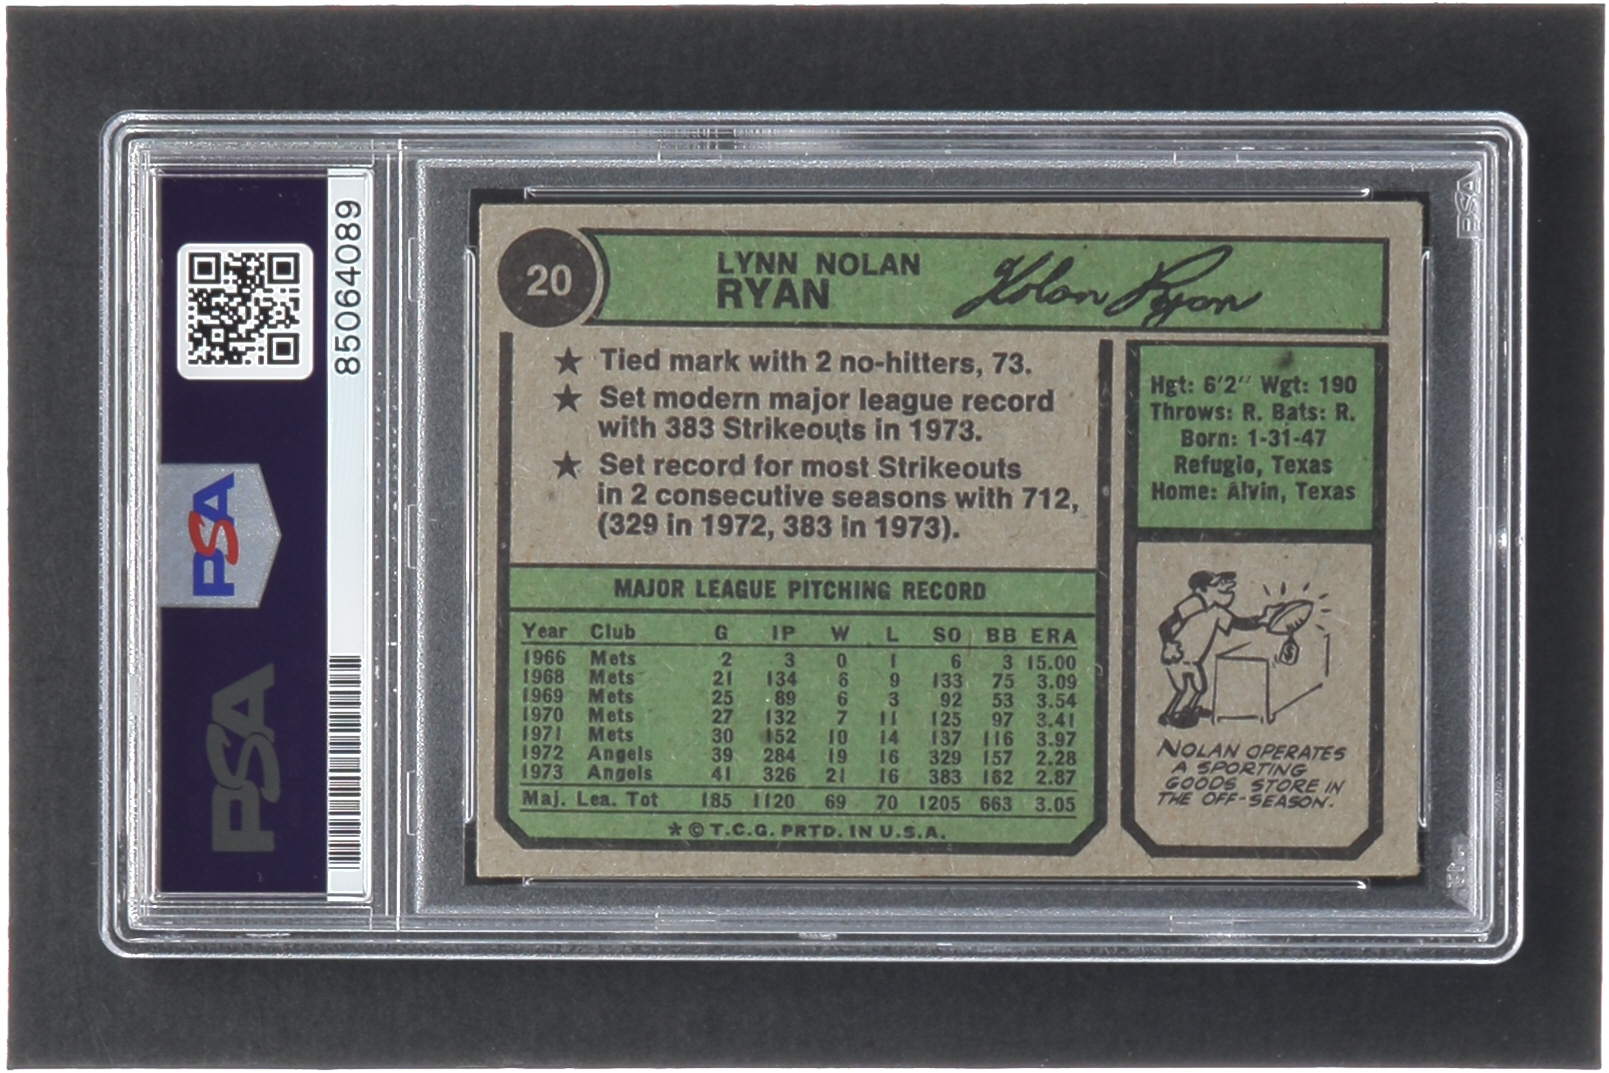 85064089
PSA
PSA
PSA
20
LYNN NOLAN
RYAN
Nolan Ryan
★ Tied mark with 2 no-hitters, 73.
★ Set modern major league record
with 383 Strikeouts in 1973.
★ Set record for most Strikeouts
in 2 consecutive seasons with 712,
(329 in 1972, 383 in 1973).
Hgt: 6'2" Wgt: 190
Throws: R. Bats: R.
Born: 1-31-47
Refugio, Texas
Home: Alvin, Texas
MAJOR LEAGUE PITCHING RECORD
Year Club G IP W L SO BB ERA
1966 Mets 2 3 0 1 6 3 15.00
1968 Mets 21 134 6 9 133 75 3.09
1969 Mets 25 89 6 3 92 53 3.54
1970 Mets 27 132 7 11 125 97 3.41
1971 Mets 30 152 10 14 137 116 3.97
1972 Angels 39 284 19 16 329 157 2.28
1973 Angels 41 326 21 16 383 162 2.87
Maj. Lea. Tot 185 1120 69 70 1205 663 3.05
* © T.C.G. PRTD. IN U.S.A.
$
NOLAN OPERATES
A SPORTING
GOODS STORE IN
THE OFF-SEASON.